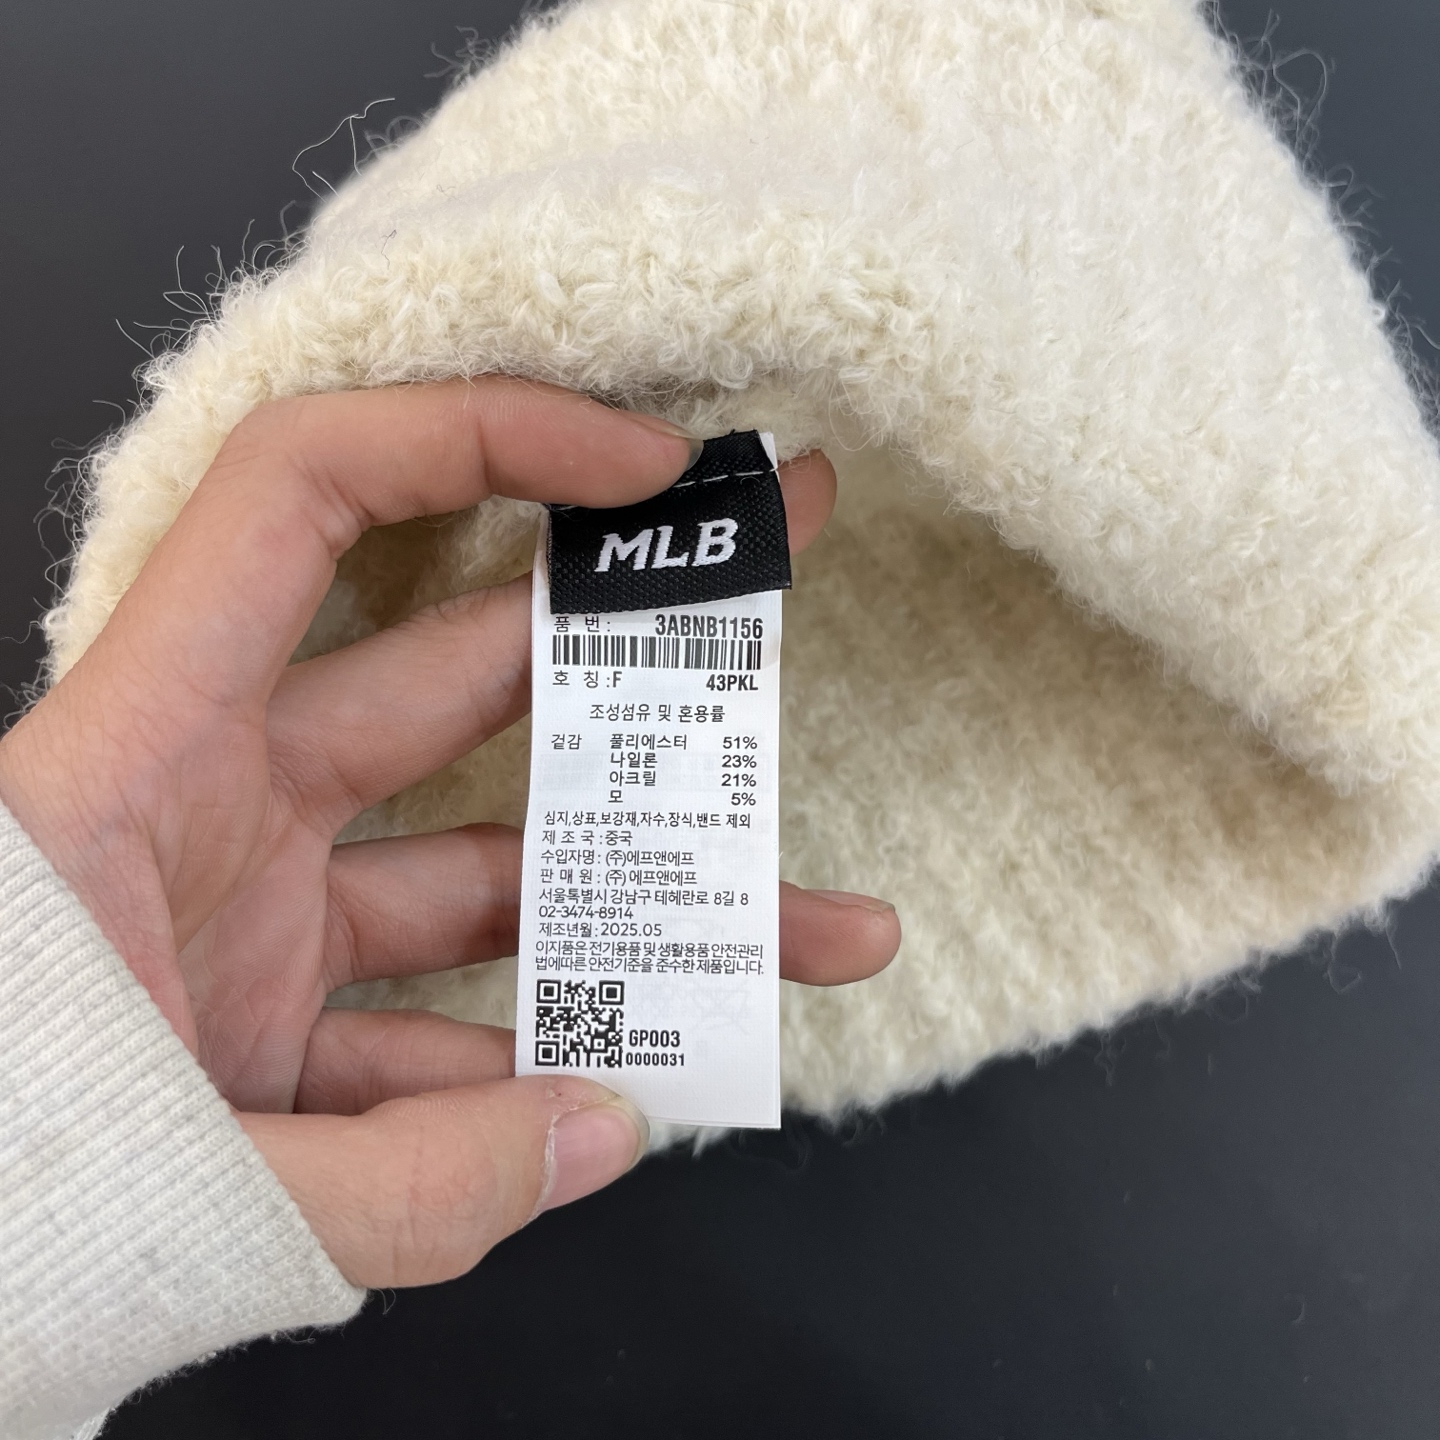 MLB
품 번 : 3ABNB1156
호 칭 : F 43PKL
조성섬유 및 혼용률
겉감 폴리에스터 51%
나일론 23%
아크릴 21%
모 5%
심지,상표,보강재,자수,장식,밴드 제외
제 조 국 : 중국
수입자명 : (주)에프앤에프
판 매 원 : (주)에프앤에프
서울특별시 강남구 테헤란로 8길 8
02-3474-8914
제조년월 : 2025.05
이지품은 전기용품 및 생활용품 안전관리
법에따른 안전기준을 준수한 제품입니다.
GP003
0000031